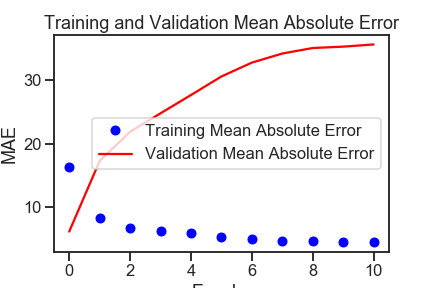 Training and Validation Mean Absolute Error
MAE
30
20
10
Training Mean Absolute Error
Validation Mean Absolute Error
0 2 4 6 8 10